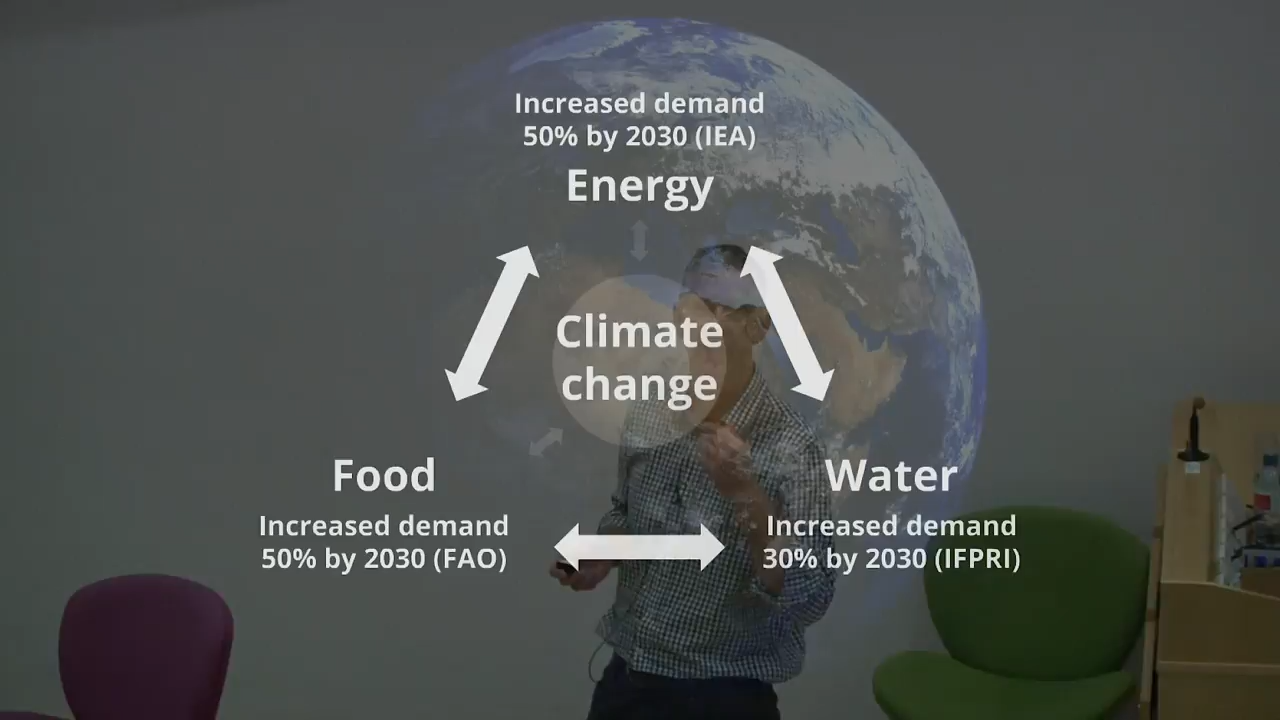 Increased demand
50% by 2030 (IEA)
Energy
Climate
change
Food
Increased demand
50% by 2030 (FAO)
Water
Increased demand
30% by 2030 (IFPRI)